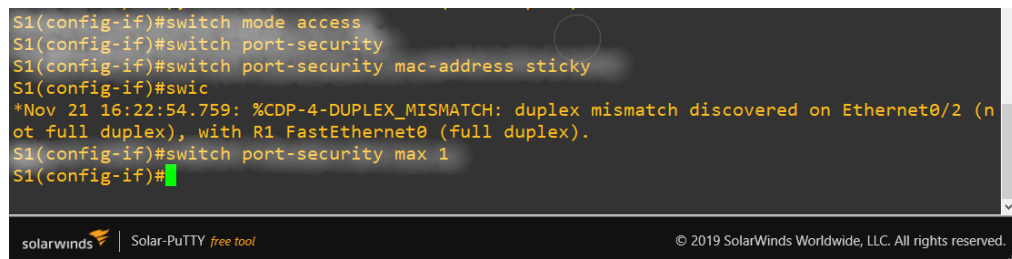 S1(config-if)#switch mode access
S1(config-if)#switch port-security
S1(config-if)#switch port-security mac-address sticky
S1(config-if)#swic
*Nov 21 16:22:54.759: %CDP-4-DUPLEX_MISMATCH: duplex mismatch discovered on Ethernet0/2 (n
ot full duplex), with R1 FastEthernet0 (full duplex).
S1(config-if)#switch port-security max 1
S1(config-if)#
solarwinds Solar-PuTTY free tool © 2019 SolarWinds Worldwide, LLC. All rights reserved.